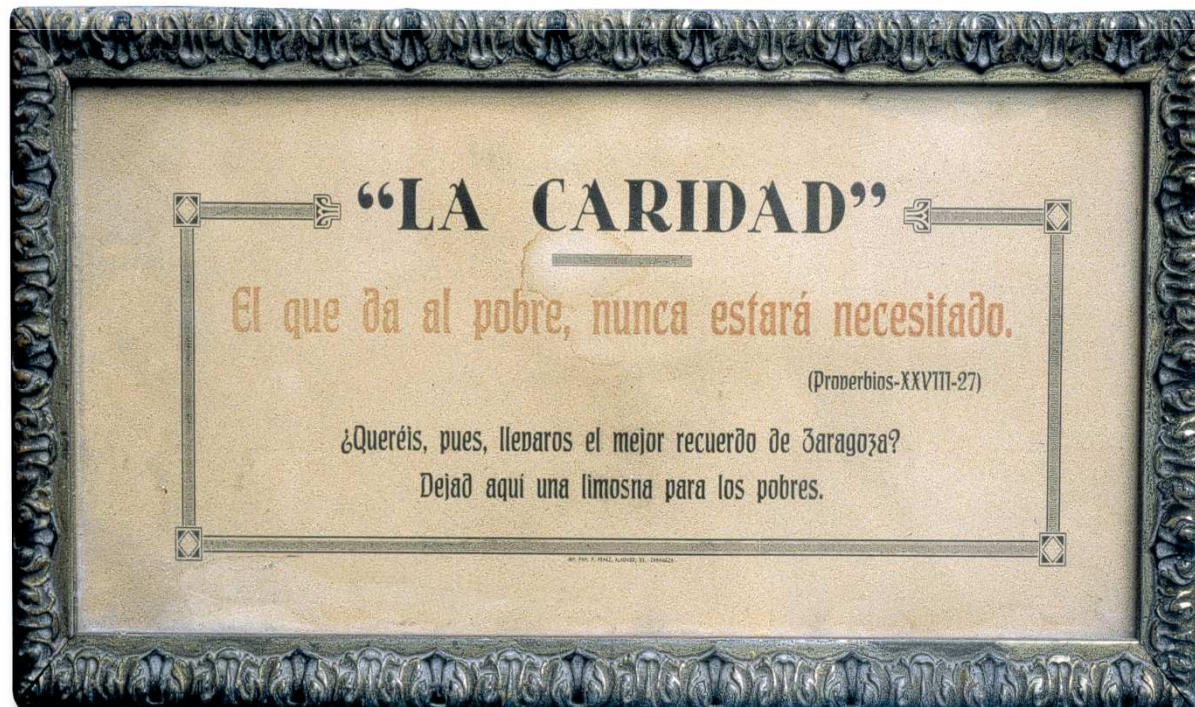 “LA CARIDAD”
El que da al pobre, nunca estará necesitado.
(Proverbios-XXVIII-27)
¿Queréis, pues, llevaros el mejor recuerdo de Zaragoza?
Dejad aquí una limosna para los pobres.
ZARAGOZA